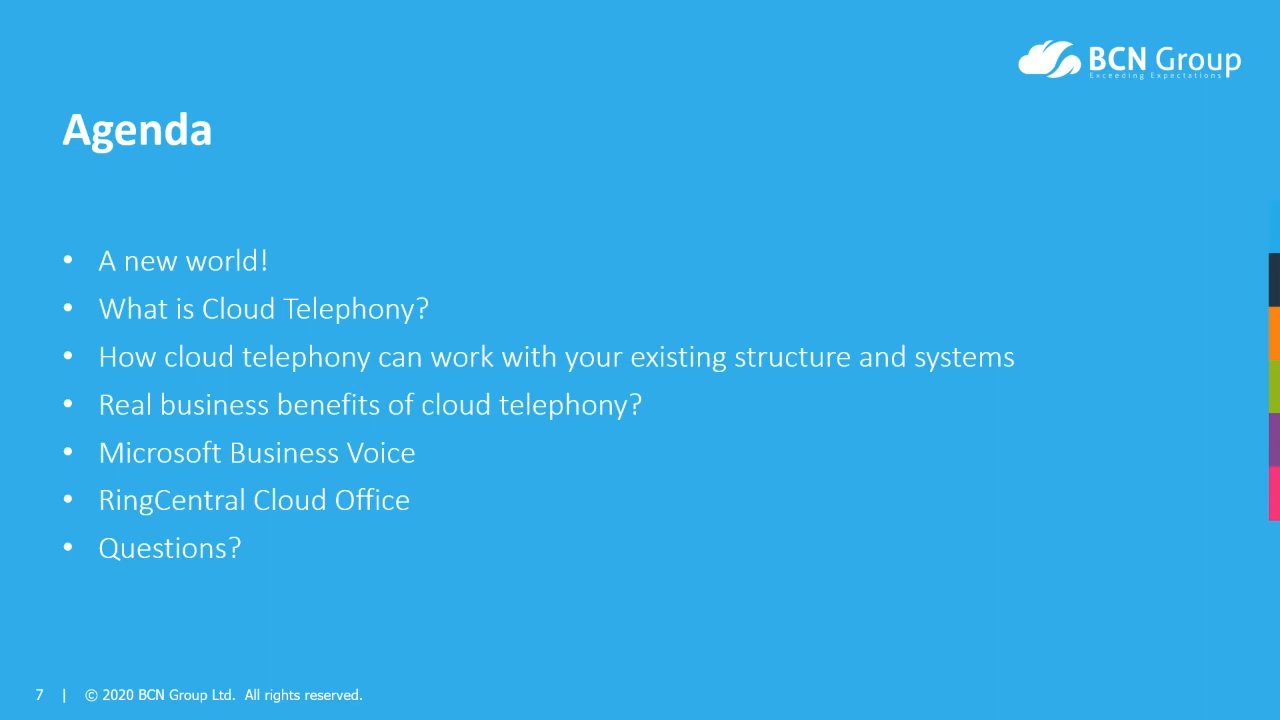 BCN Group
Exceeding Expectations
Agenda
• A new world!
• What is Cloud Telephony?
• How cloud telephony can work with your existing structure and systems
• Real business benefits of cloud telephony?
• Microsoft Business Voice
• RingCentral Cloud Office
• Questions?
7 | © 2020 BCN Group Ltd. All rights reserved.